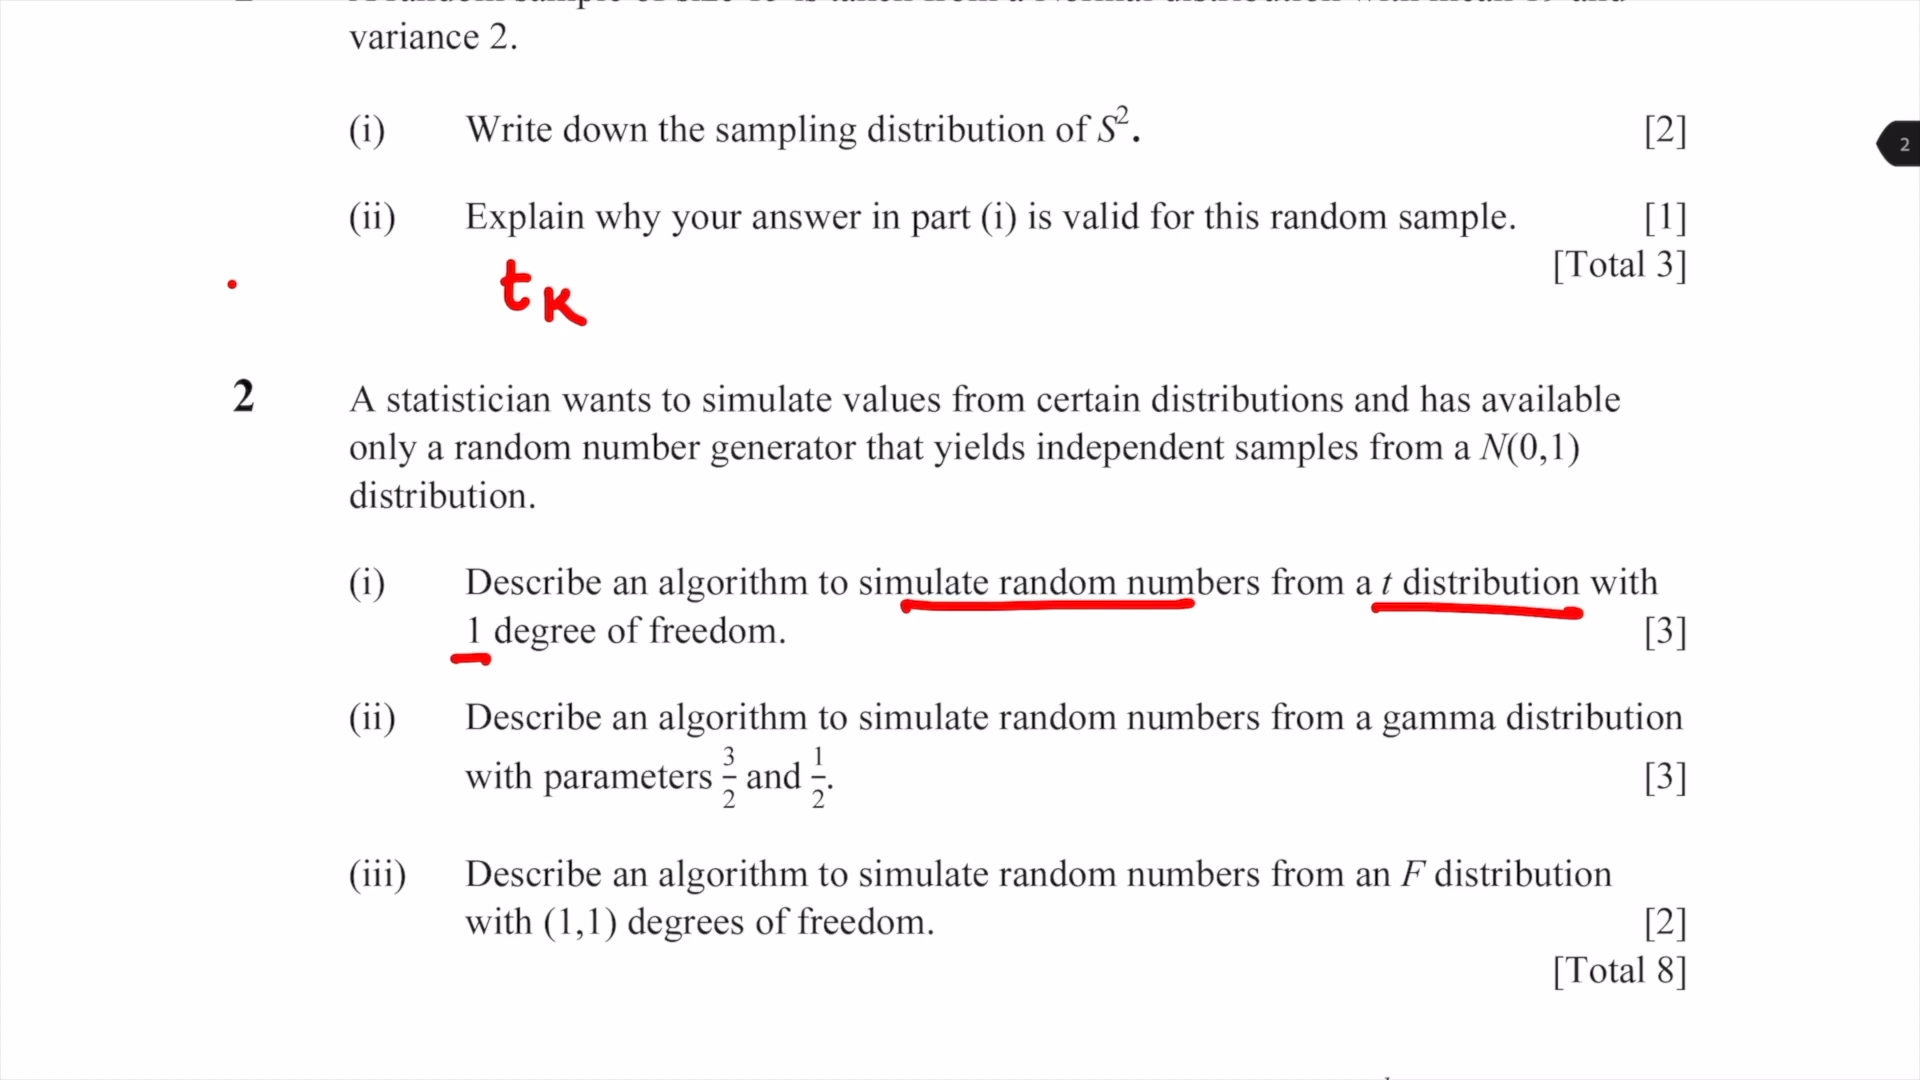 variance 2.
(i) Write down the sampling distribution of S². [2]
(ii) Explain why your answer in part (i) is valid for this random sample. [1]
[Total 3]
tK
2 A statistician wants to simulate values from certain distributions and has available
only a random number generator that yields independent samples from a N(0,1)
distribution.
(i) Describe an algorithm to simulate random numbers from a t distribution with
1 degree of freedom. [3]
(ii) Describe an algorithm to simulate random numbers from a gamma distribution
with parameters 3/2 and 1/2. [3]
(iii) Describe an algorithm to simulate random numbers from an F distribution
with (1,1) degrees of freedom. [2]
[Total 8]
2